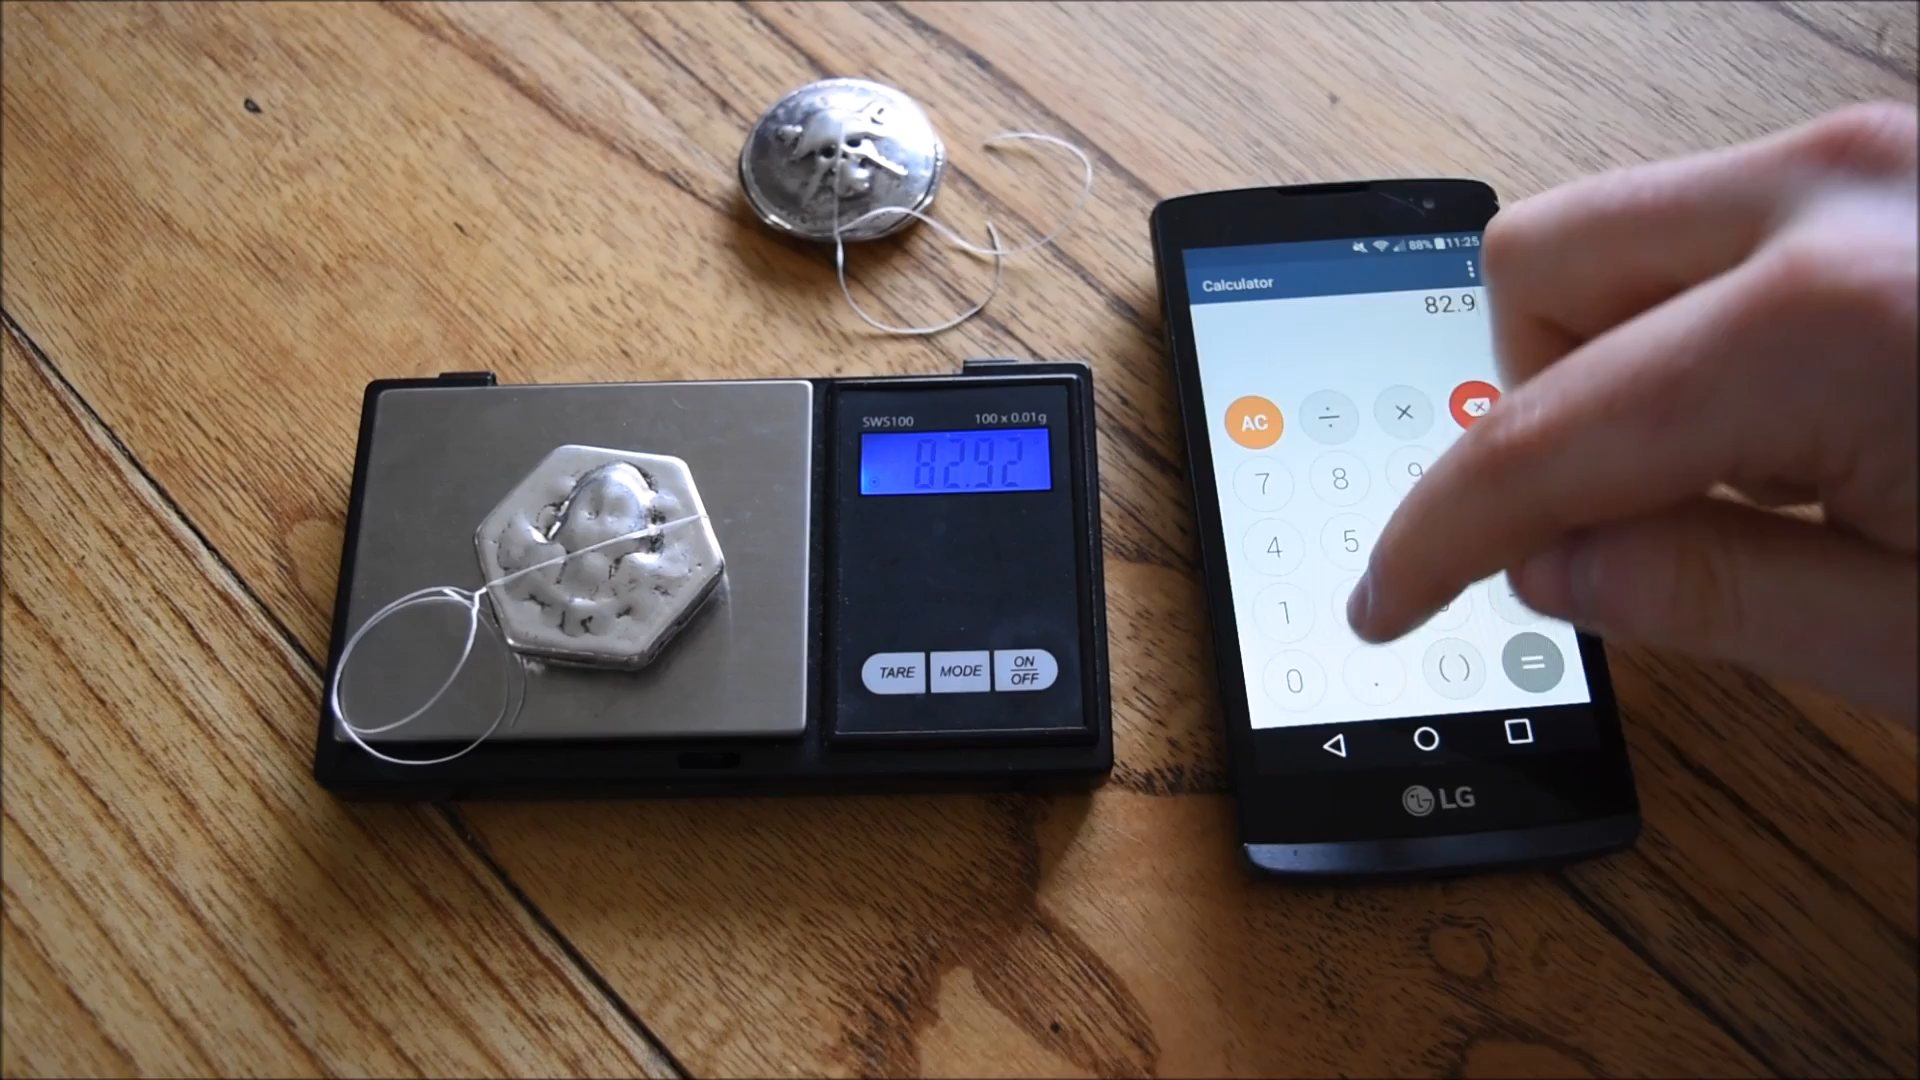 88% 11:25
Calculator
82.9
AC ÷ ×
7 8 9
4 5
1
0 . ( ) =
LG
SWS100 100 x 0.01g
82.92
TARE MODE ON OFF